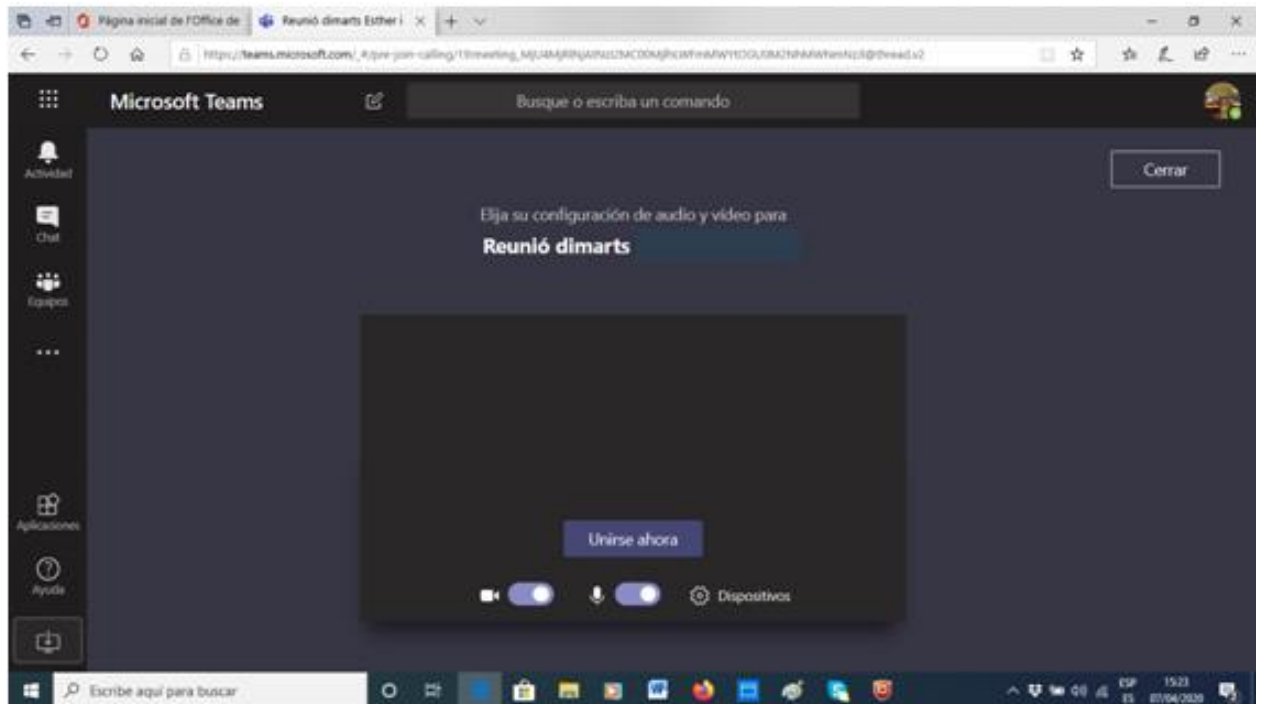 Página inicial de l'Office de
Reunió dimarts Esther i
Microsoft Teams
Busque o escriba un comando
Actividad
Cerrar
Chat
Elija su configuración de audio y vídeo para
Reunió dimarts
Equipos
Unirse ahora
Aplicaciones
Ayuda
Dispositivos
Escribe aquí para buscar
ESP
ES
15:23
07/04/2020